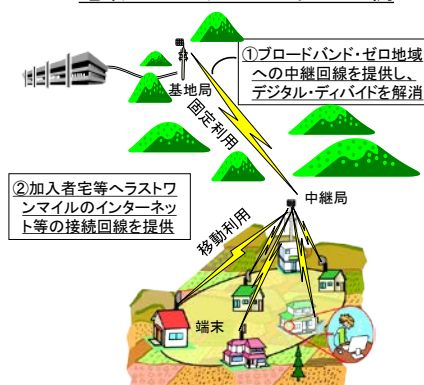 ①ブロードバンド・ゼロ地域
への中継回線を提供し、
デジタル・ディバイドを解消
基地局
固定利用
②加入者宅等へラストワ
ンマイルのインターネッ
ト等の接続回線を提供
中継局
移動利用
端末